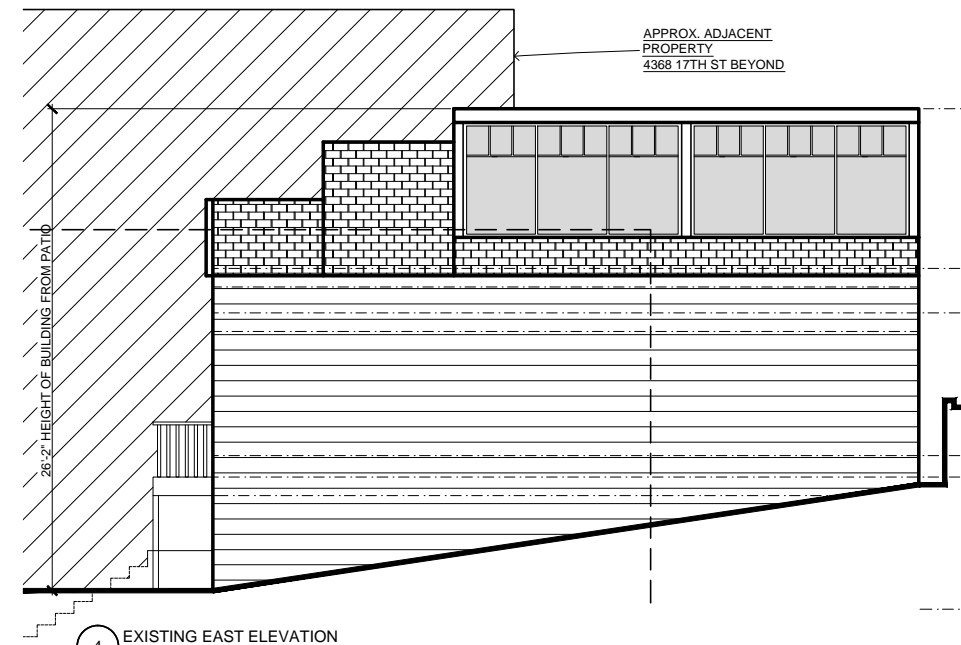 APPROX. ADJACENT
PROPERTY
4368 17TH ST BEYOND
26'-2" HEIGHT OF BUILDING FROM PATIO
EXISTING EAST ELEVATION